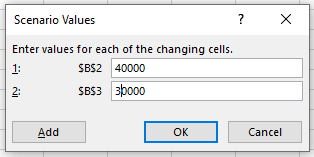 Scenario Values ? ×
Enter values for each of the changing cells.
1: $B$2 40000
2: $B$3 30000
Add OK Cancel